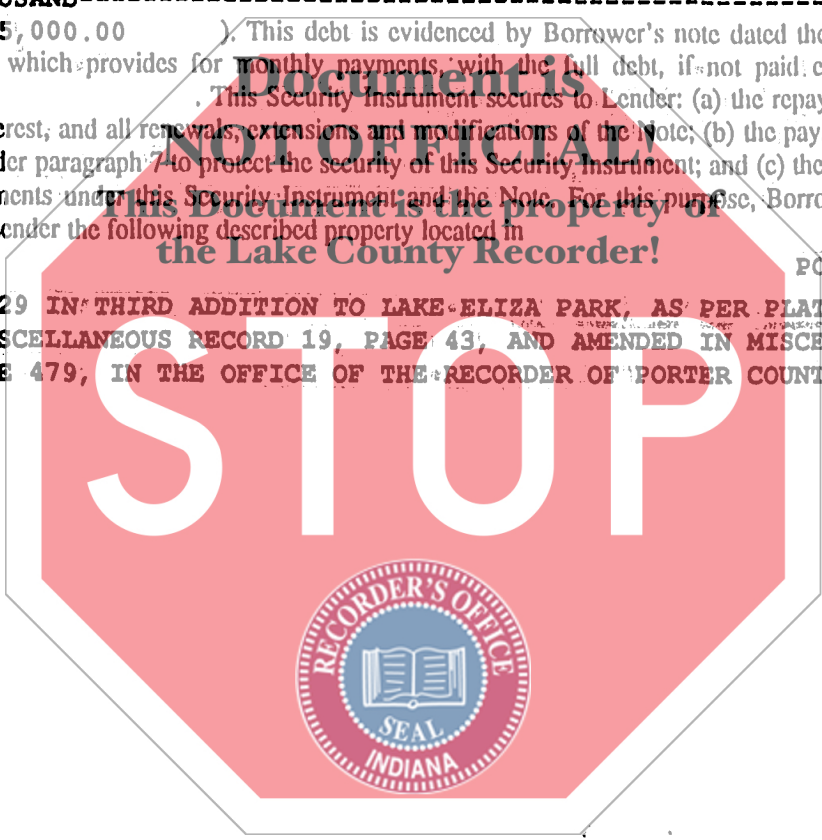 OUSAND
5,000.00 ). This debt is evidenced by Borrower's note dated the
which provides for monthly payments, with the full debt, if not paid
Document is
. This Security Instrument secures to Lender: (a) the repay
erest, and all renewals, extensions and modifications of the Note; (b) the pay
NOT OFFICIAL!
der paragraph 7 to protect the security of this Security Instrument; and (c) the
ments under this Security Instrument and the Note. For this purpose, Borro
This Document is the property of
ender the following described property located in
the Lake County Recorder!
PO
29 IN THIRD ADDITION TO LAKE ELIZA PARK, AS PER PLAT
SCELLANEOUS RECORD 19, PAGE 43, AND AMENDED IN MISCE
E 479, IN THE OFFICE OF THE RECORDER OF PORTER COUNT
STOP
RECORDER'S OFFICE
SEAL
INDIANA